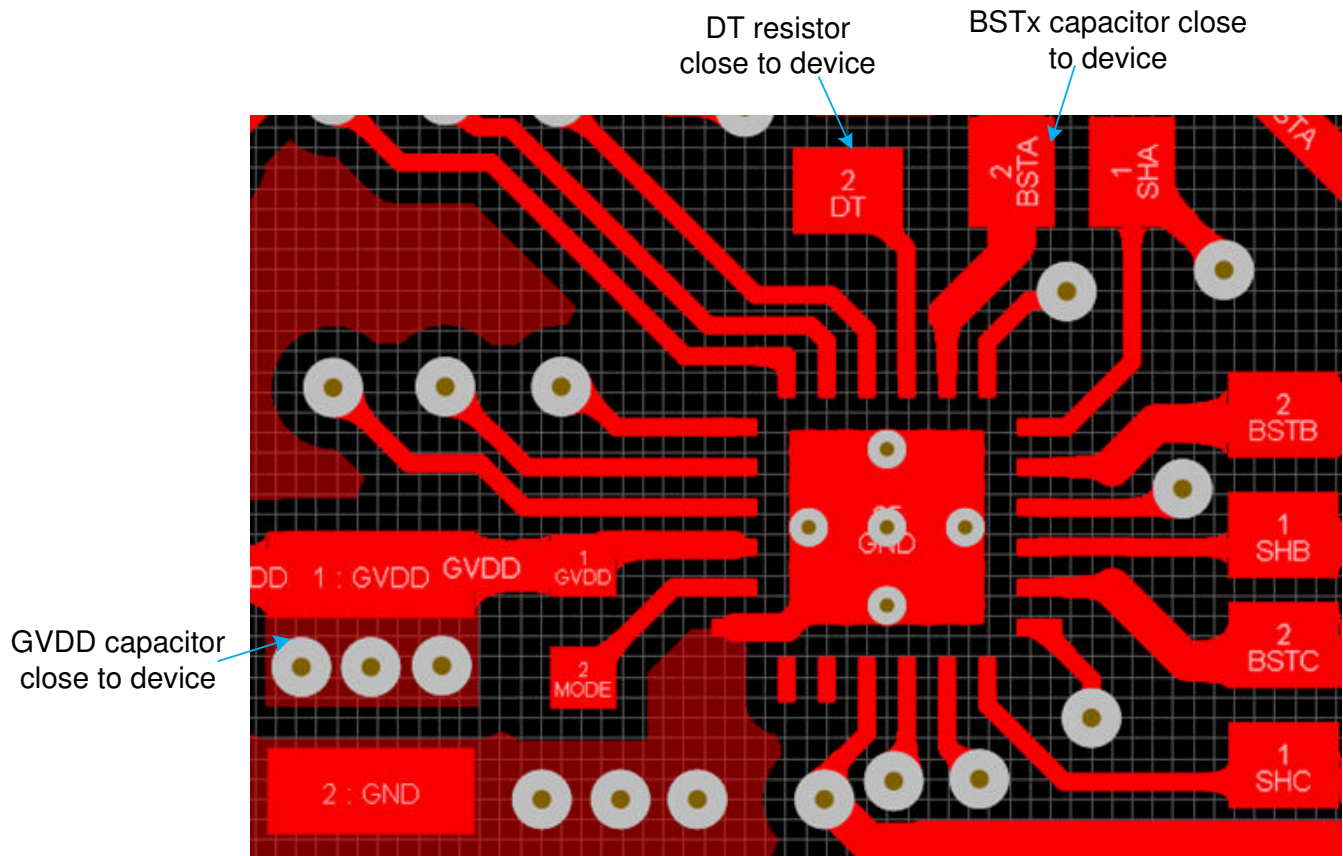 DT resistor
close to device
BSTx capacitor close
to device
2
DT
2
BSTA
1
SHA
STA
2
BSTB
GND
1
SHB
DD
1 : GVDD
GVDD
1
GVDD
2
BSTC
GVDD capacitor
close to device
2
MODE
1
SHC
2 : GND